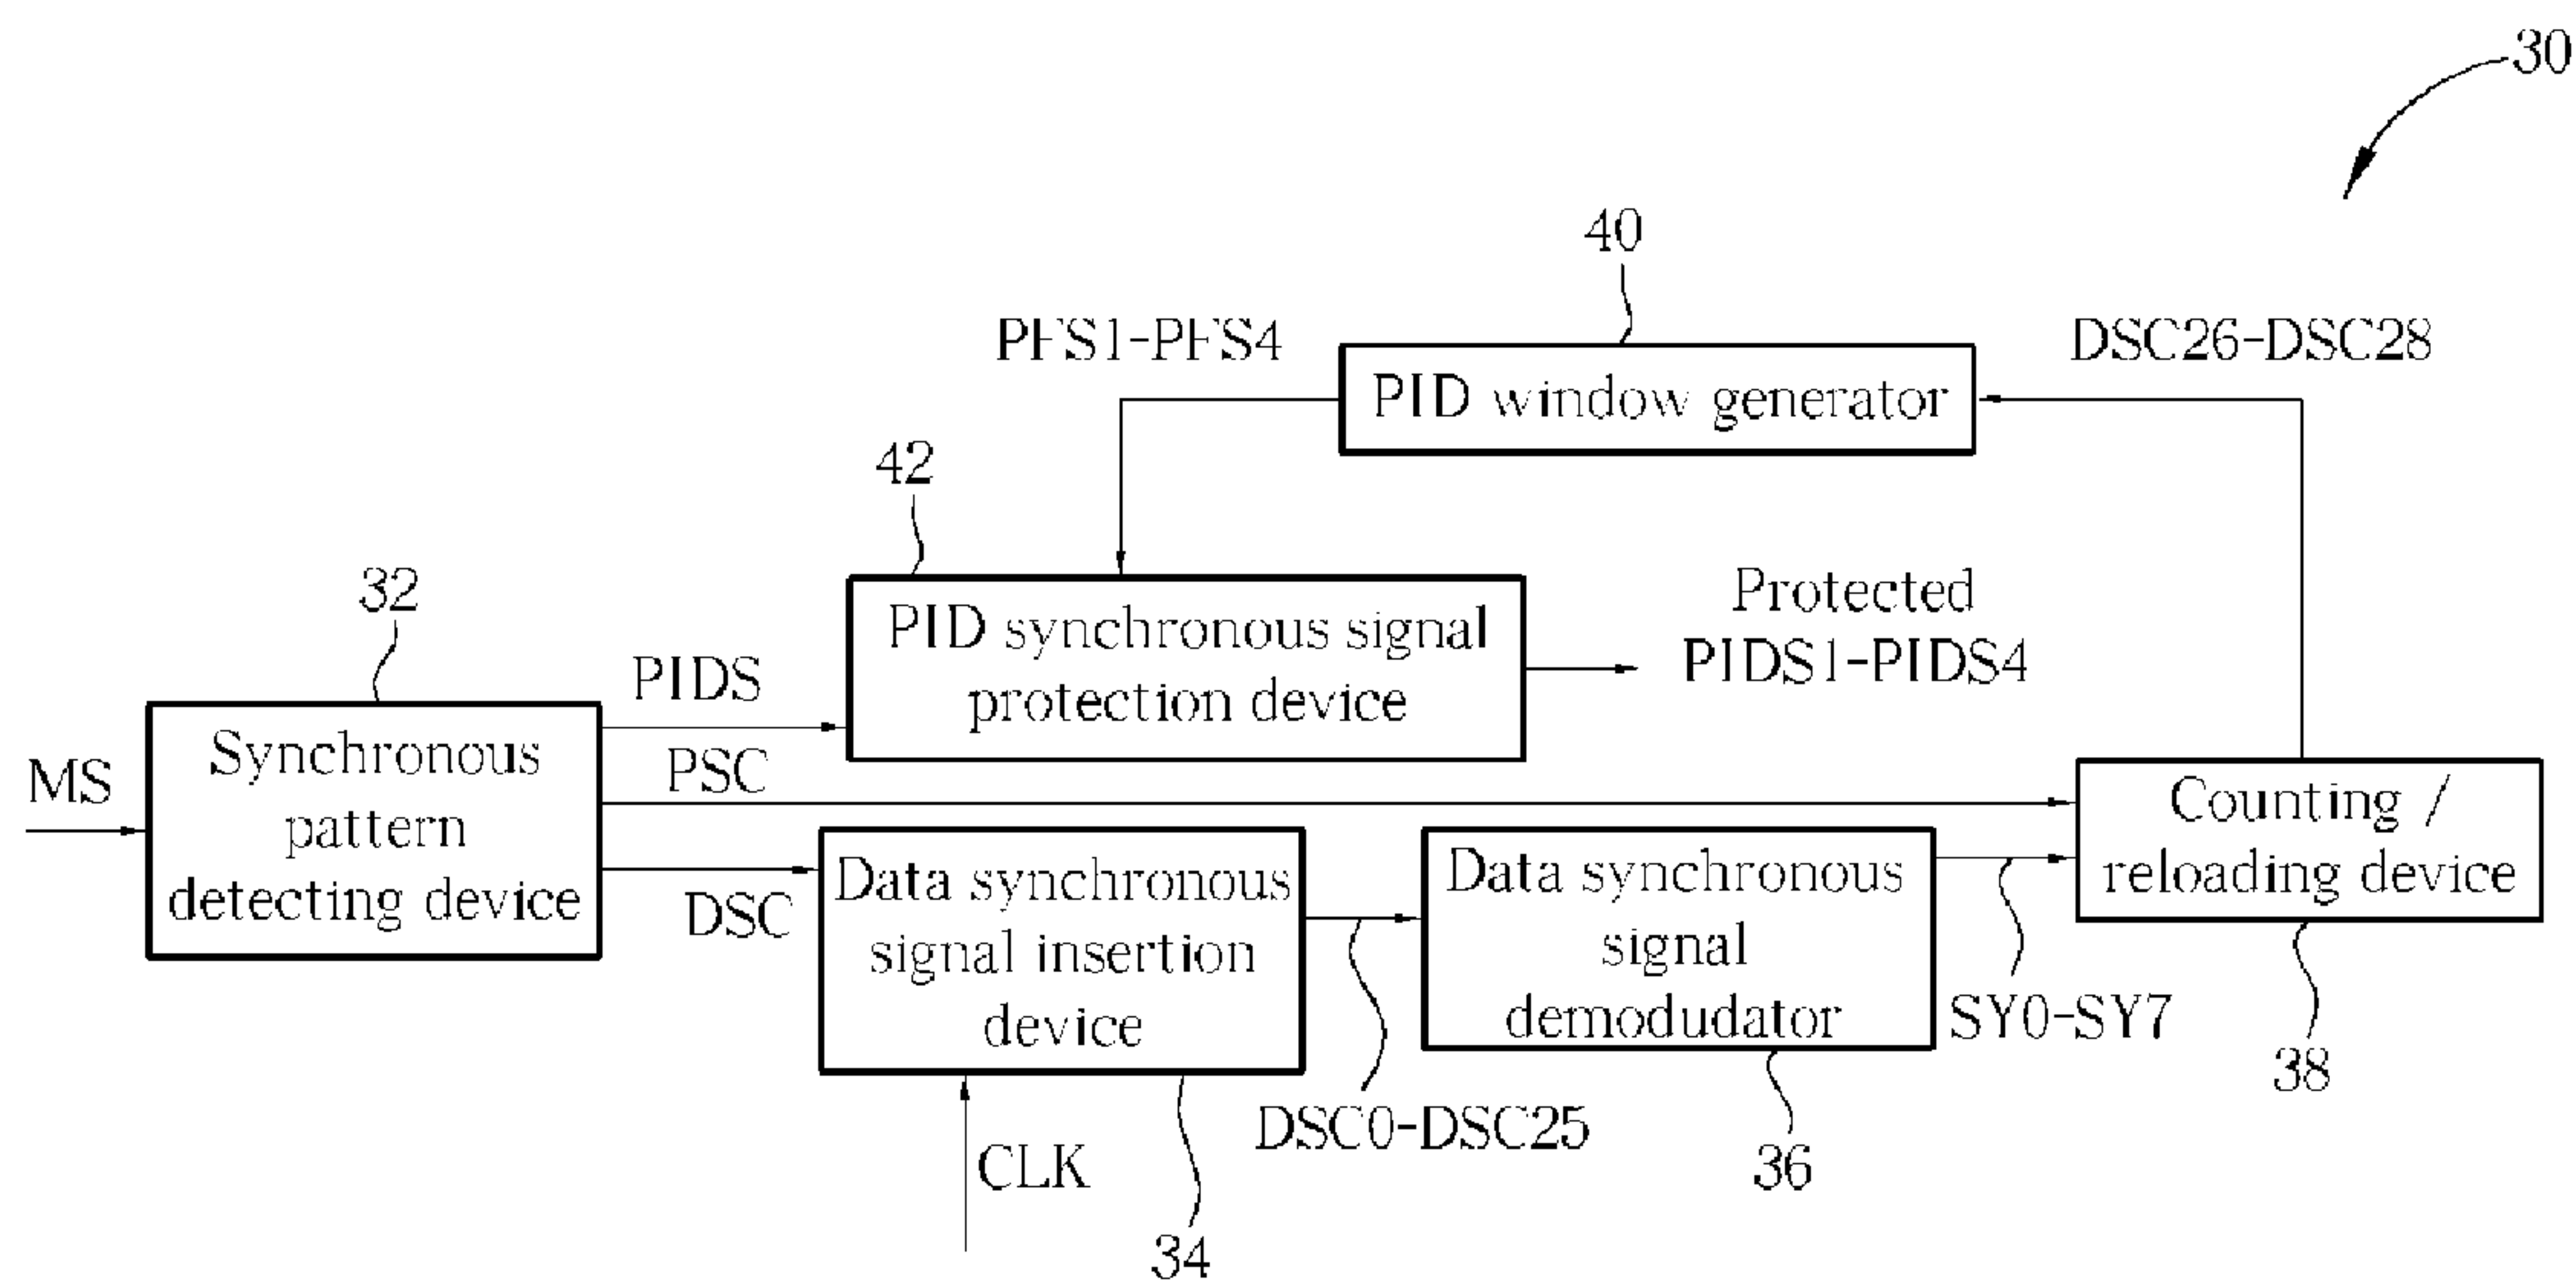 30
40
PFS1-PFS4
DSC26-DSC28
PID window generator
42
32
PID synchronous signal
protection device
Protected
PIDS1-PIDS4
PIDS
MS
Synchronous
pattern
detecting device
PSC
Counting /
reloading device
DSC
Data synchronous
signal insertion
device
Data synchronous
signal
demodudator
SY0-SY7
38
DSC0-DSC25
CLK
36
34